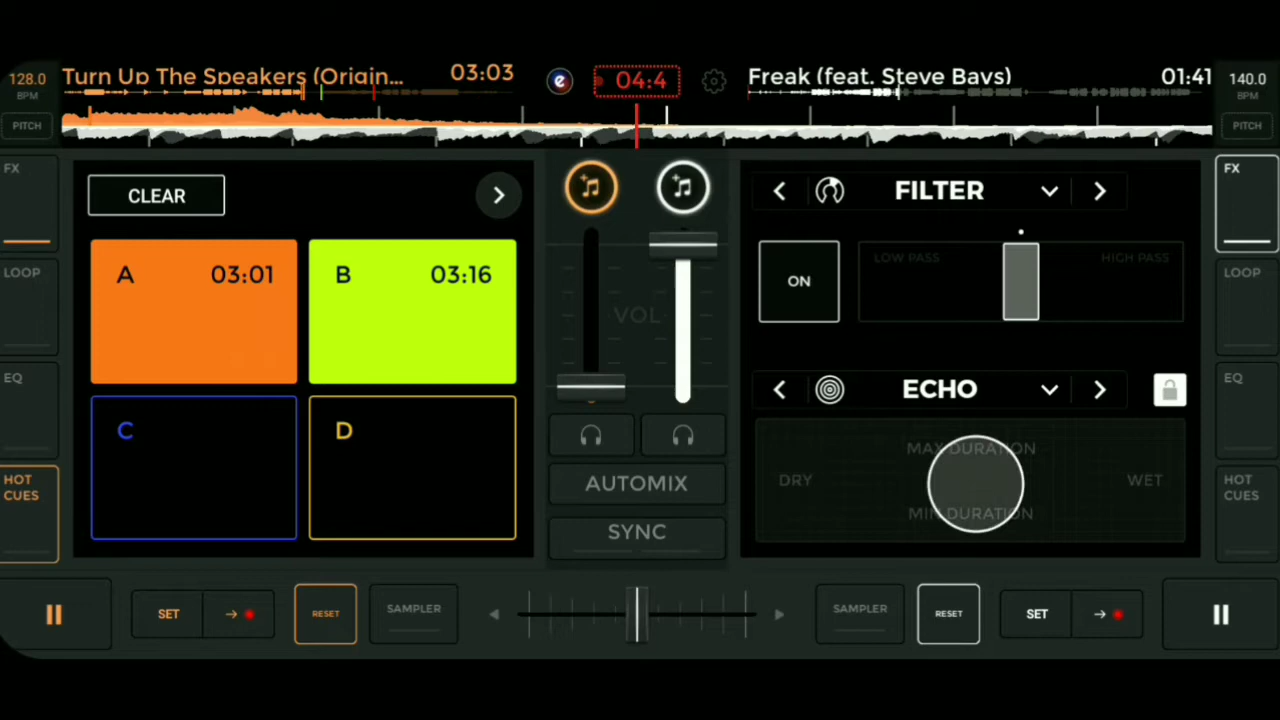 128.0
BPM
PITCH
Turn Up The Speakers (Origin...
03:03
e
04:4
Freak (feat. Steve Bays)
01:41
140.0
BPM
PITCH
FX
LOOP
EQ
HOT
CUES
CLEAR
A 03:01
B 03:16
C
D
VOL
AUTOMIX
SYNC
FILTER
ON
LOW PASS
HIGH PASS
ECHO
MAX DURATION
DRY
WET
MIN DURATION
FX
LOOP
EQ
HOT
CUES
SET
RESET
SAMPLER
SAMPLER
RESET
SET